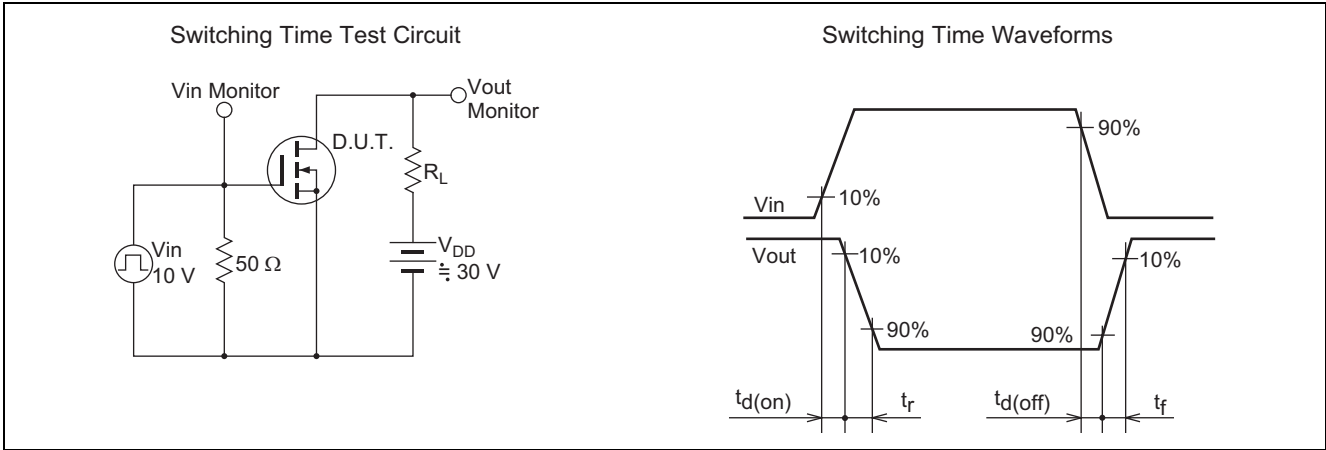 Switching Time Test Circuit
Vin Monitor
Vout
Monitor
D.U.T.
RL
Vin
10 V
50 Ω
VDD
≒ 30 V
Switching Time Waveforms
90%
Vin
10%
Vout
10%
10%
90%
90%
td(on)
tr
td(off)
tf